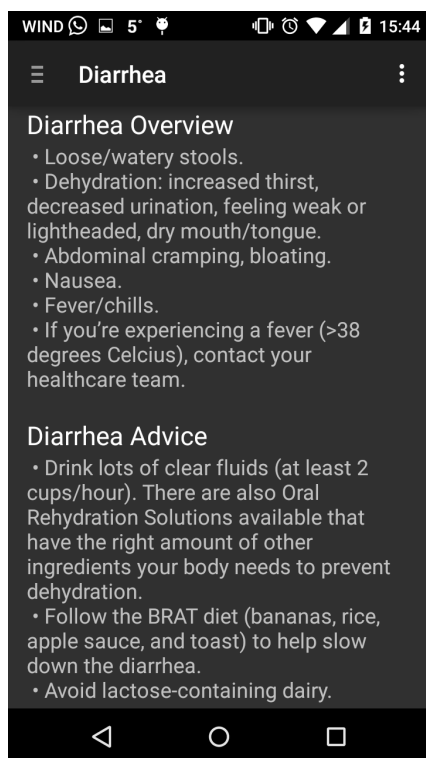 WIND 5° 15:44
Diarrhea
Diarrhea Overview
• Loose/watery stools.
• Dehydration: increased thirst,
decreased urination, feeling weak or
lightheaded, dry mouth/tongue.
• Abdominal cramping, bloating.
• Nausea.
• Fever/chills.
• If you’re experiencing a fever (>38
degrees Celcius), contact your
healthcare team.
Diarrhea Advice
• Drink lots of clear fluids (at least 2
cups/hour). There are also Oral
Rehydration Solutions available that
have the right amount of other
ingredients your body needs to prevent
dehydration.
• Follow the BRAT diet (bananas, rice,
apple sauce, and toast) to help slow
down the diarrhea.
• Avoid lactose-containing dairy.